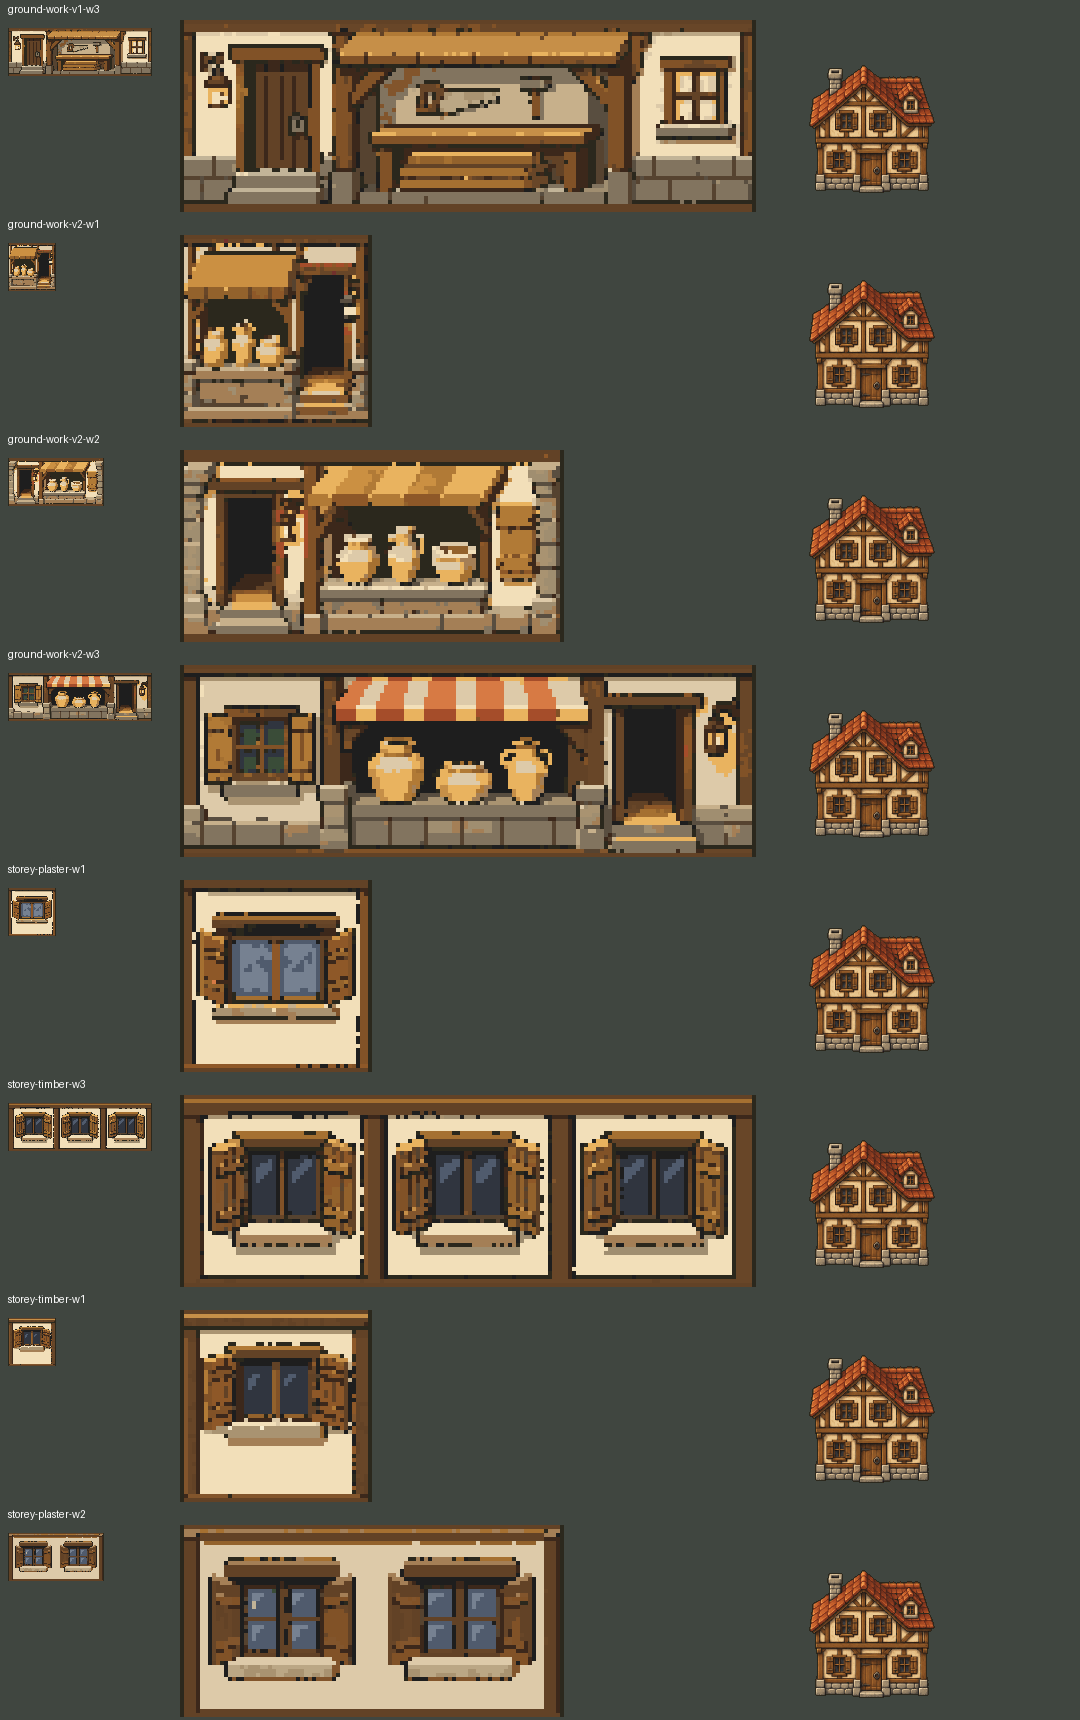 ground-work-v1-w3
ground-work-v2-w1
ground-work-v2-w2
ground-work-v2-w3
storey-plaster-w1
storey-timber-w3
storey-timber-w1
storey-plaster-w2